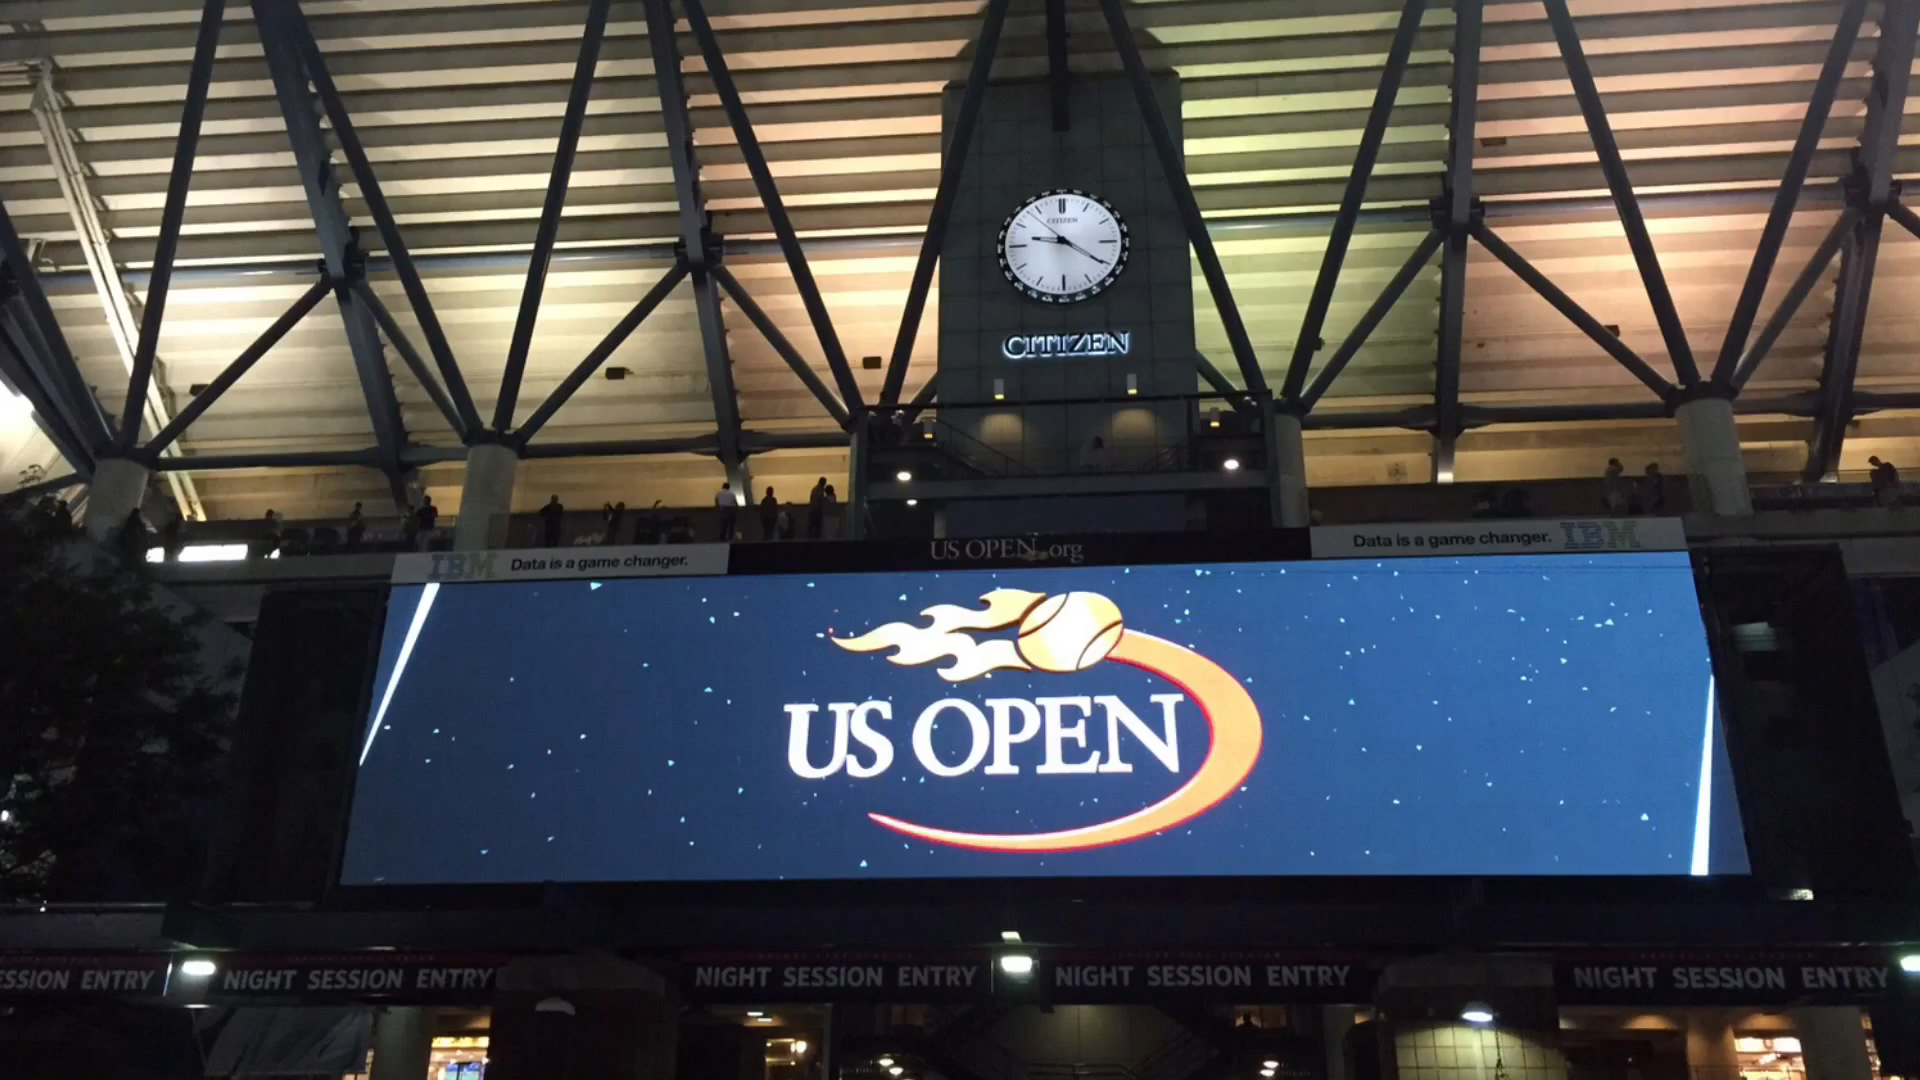 CITIZEN
CITIZEN
IBM Data is a game changer.
US OPEN.org
Data is a game changer. IBM
US OPEN
ESSION ENTRY
NIGHT SESSION ENTRY
NIGHT SESSION ENTRY
NIGHT SESSION ENTRY
NIGHT SESSION ENTRY